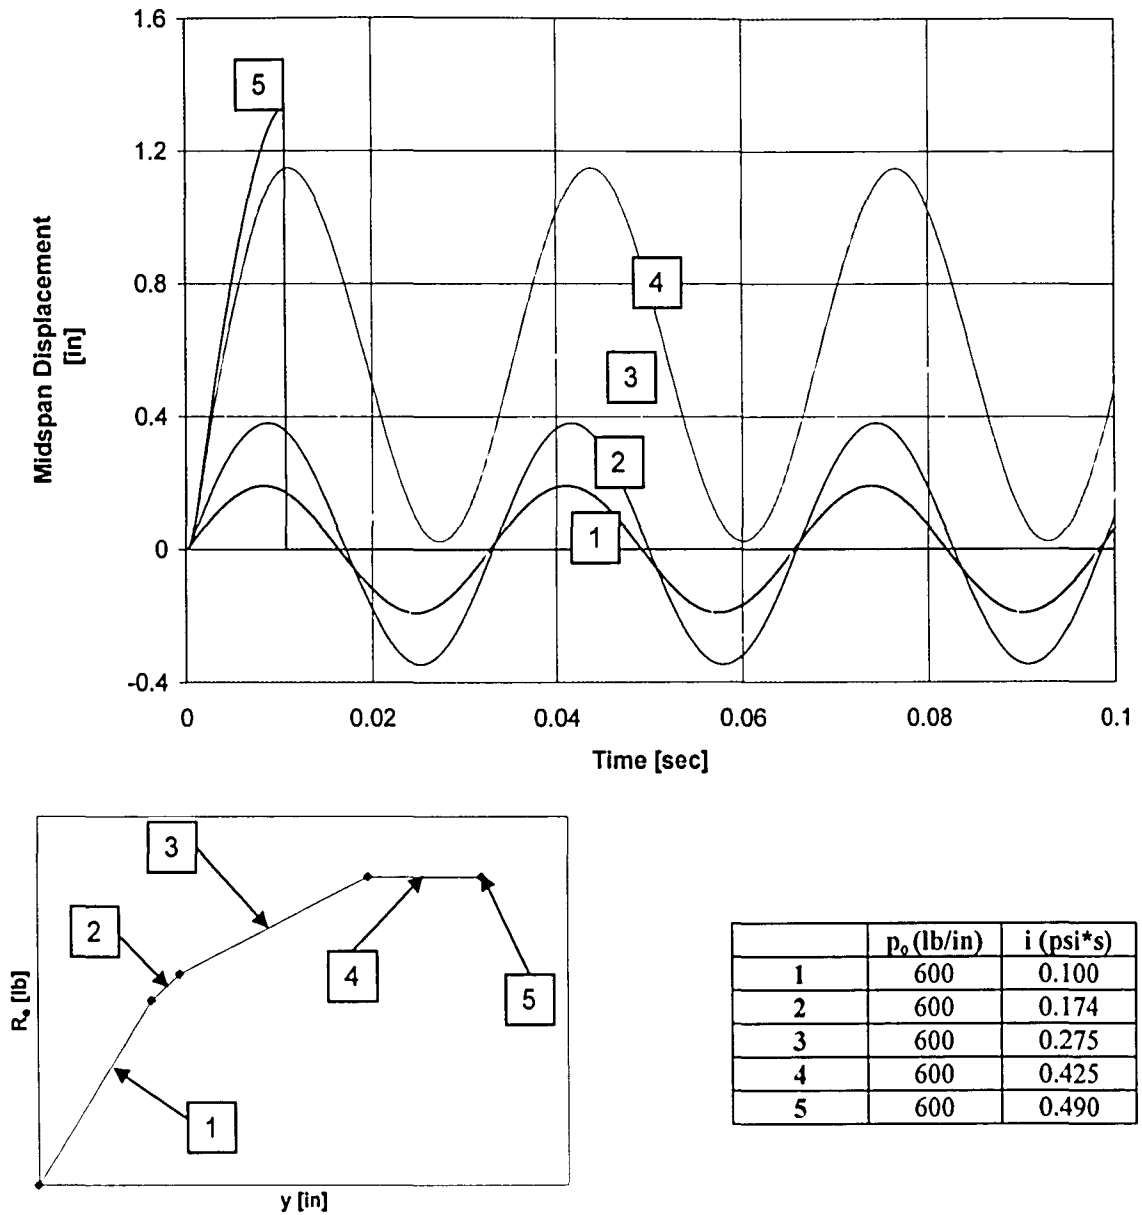 1.6
5
1.2
0.8
4
3
0.4
2
1
0
-0.4
Midspan Displacement
[in]
0
0.02
0.04
0.06
0.08
0.1
Time [sec]
3
2
4
5
1
Rₑ [lb]
y [in]
pₒ (lb/in) i (psi*s)
1 600 0.100
2 600 0.174
3 600 0.275
4 600 0.425
5 600 0.490